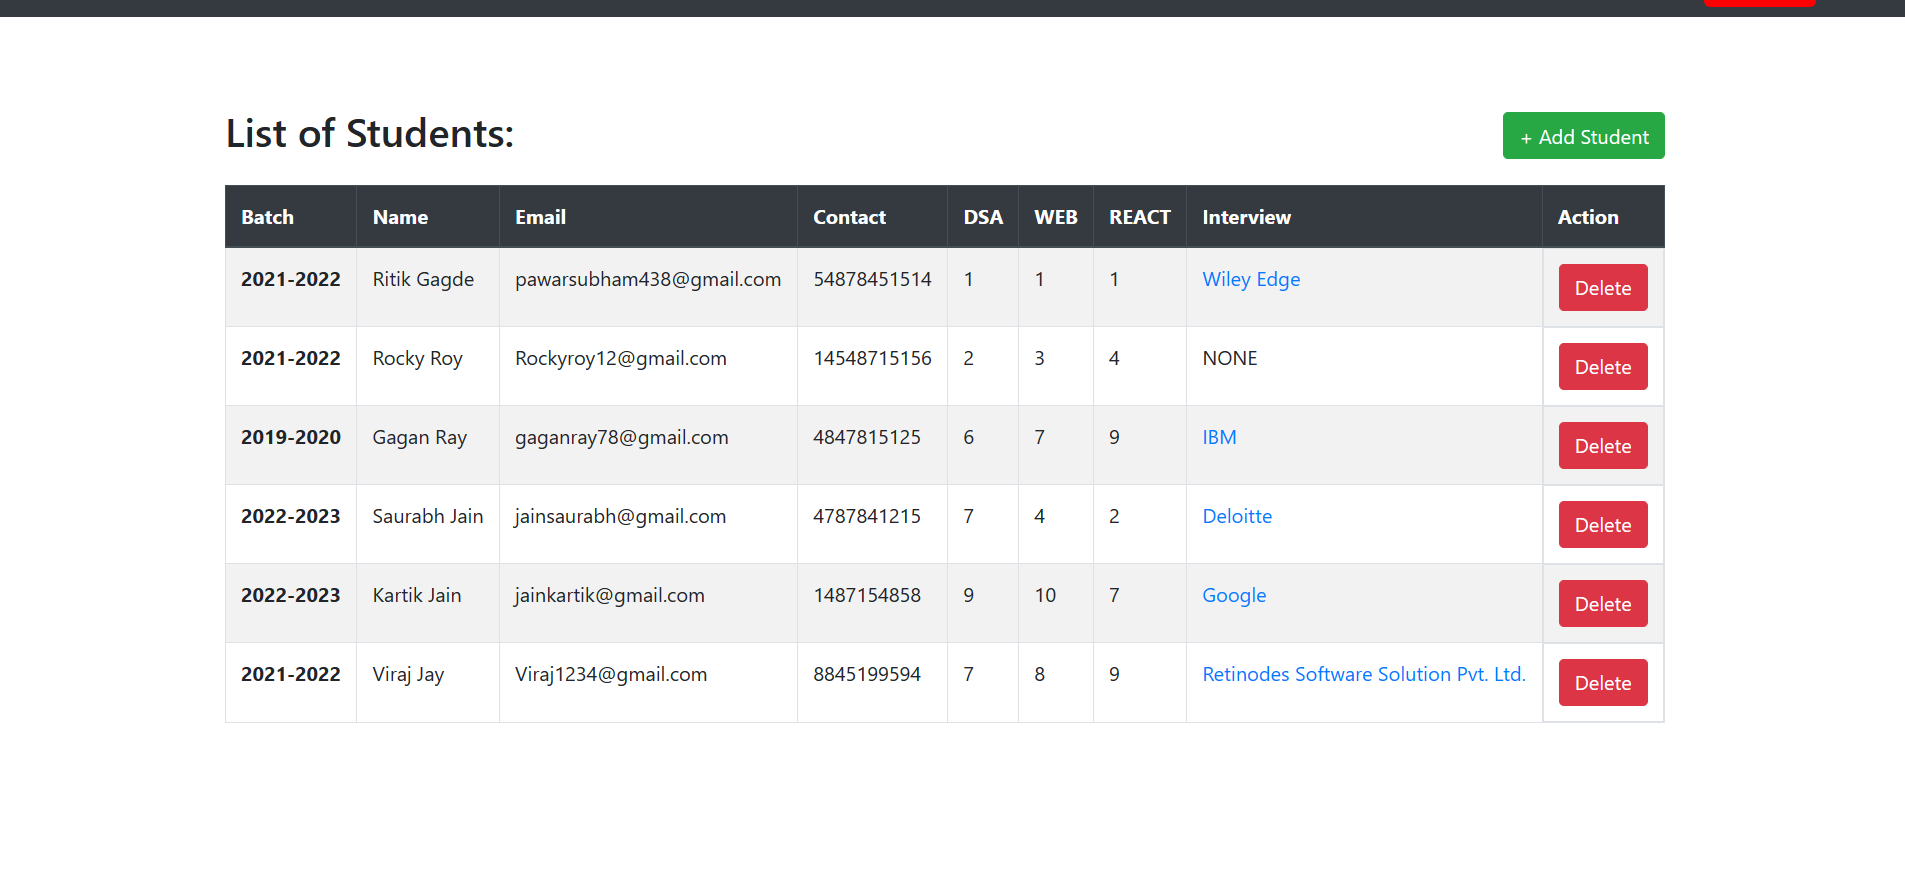 List of Students:
+ Add Student
Batch Name Email Contact DSA WEB REACT Interview Action
2021-2022 Ritik Gagde pawarsubham438@gmail.com 54878451514 1 1 1 Wiley Edge Delete
2021-2022 Rocky Roy Rockyroy12@gmail.com 14548715156 2 3 4 NONE Delete
2019-2020 Gagan Ray gaganray78@gmail.com 4847815125 6 7 9 IBM Delete
2022-2023 Saurabh Jain jainsaurabh@gmail.com 4787841215 7 4 2 Deloitte Delete
2022-2023 Kartik Jain jainkartik@gmail.com 1487154858 9 10 7 Google Delete
2021-2022 Viraj Jay Viraj1234@gmail.com 8845199594 7 8 9 Retinodes Software Solution Pvt. Ltd. Delete